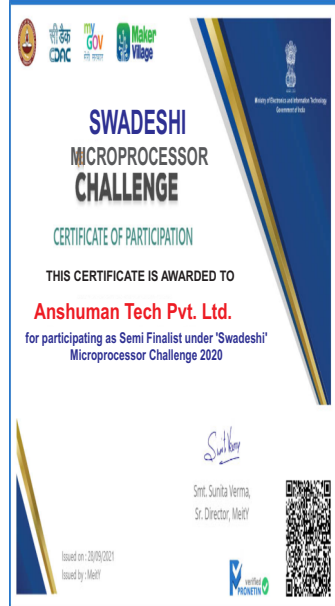 सी डैक
CDAC
my
GOV
मेरी सरकार
Maker
Village
Ministry of Electronics and Information Technology
Government of India
SWADESHI
MICROPROCESSOR
CHALLENGE
CERTIFICATE OF PARTICIPATION
THIS CERTIFICATE IS AWARDED TO
Anshuman Tech Pvt. Ltd.
for participating as Semi Finalist under 'Swadeshi'
Microprocessor Challenge 2020
Smt. Sunita Verma,
Sr. Director, MeitY
Issued on : 28/09/2021
Issued by : MeitY
verified
PRONETIN